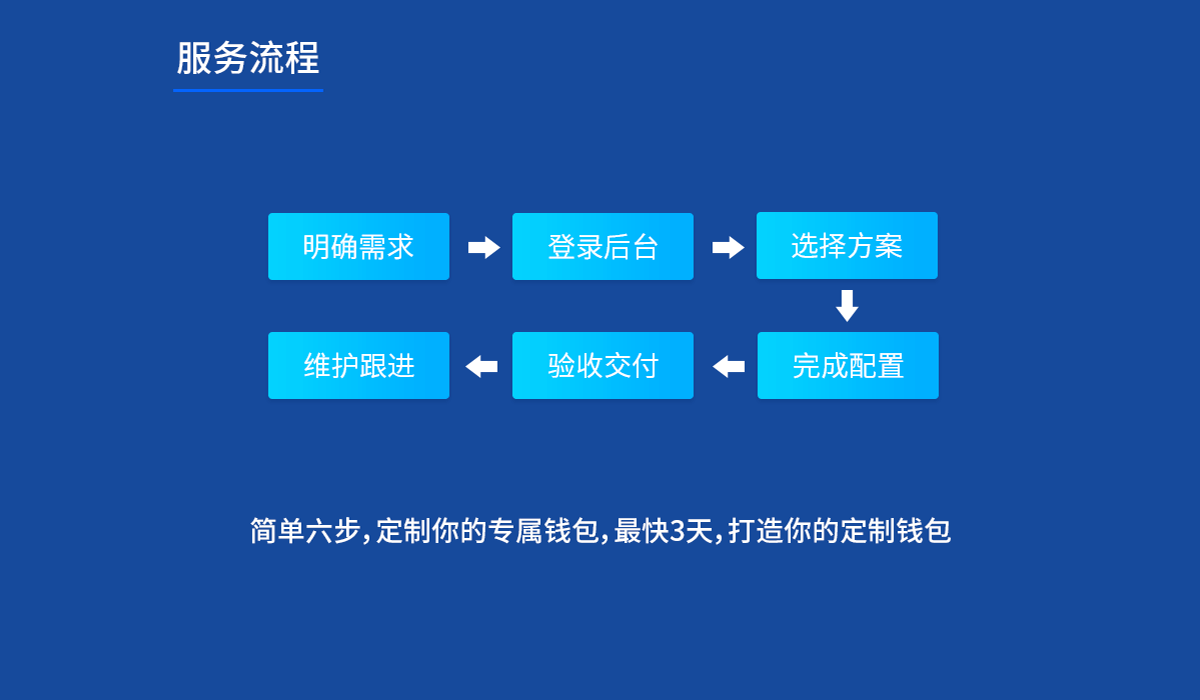 服务流程
明确需求
登录后台
选择方案
维护跟进
验收交付
完成配置
简单六步，定制你的专属钱包，最快3天，打造你的定制钱包